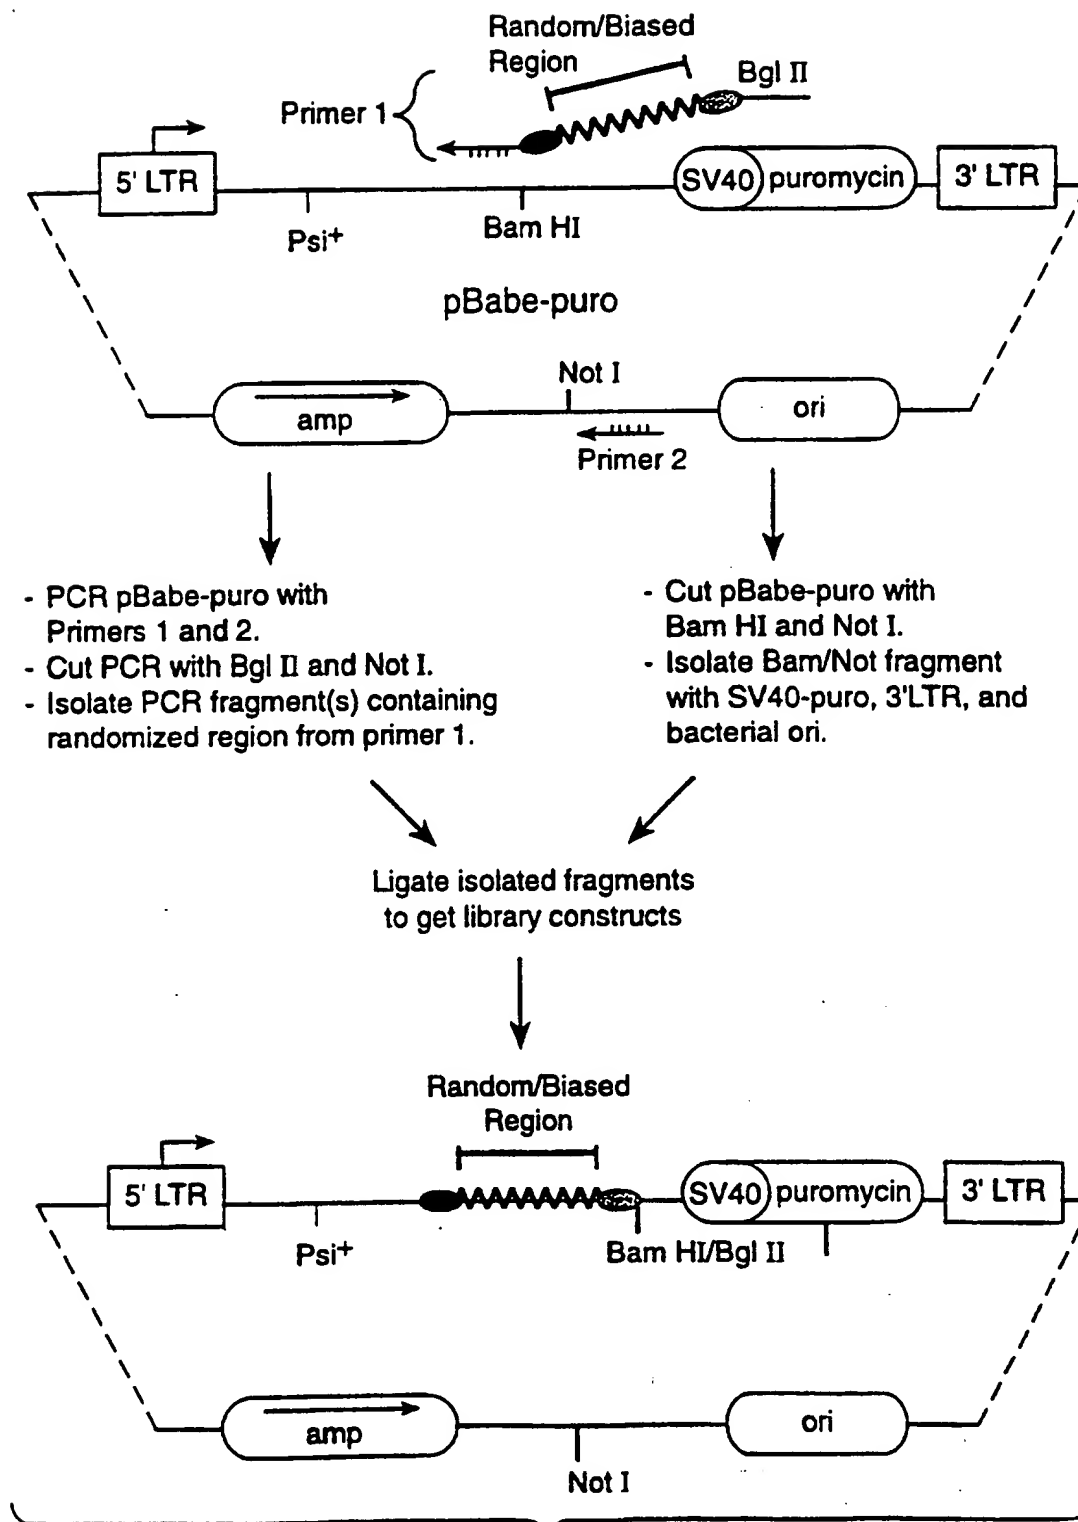 Random/Biased
Region
Bgl II
Primer 1
5' LTR
SV40
puromycin
3' LTR
Psi+
Bam HI
pBabe-puro
Not I
amp
ori
Primer 2
- PCR pBabe-puro with
Primers 1 and 2.
- Cut PCR with Bgl II and Not I.
- Isolate PCR fragment(s) containing
randomized region from primer 1.
- Cut pBabe-puro with
Bam HI and Not I.
- Isolate Bam/Not fragment
with SV40-puro, 3'LTR, and
bacterial ori.
Ligate isolated fragments
to get library constructs
Random/Biased
Region
5' LTR
SV40
puromycin
3' LTR
Psi+
Bam HI/Bgl II
amp
ori
Not I